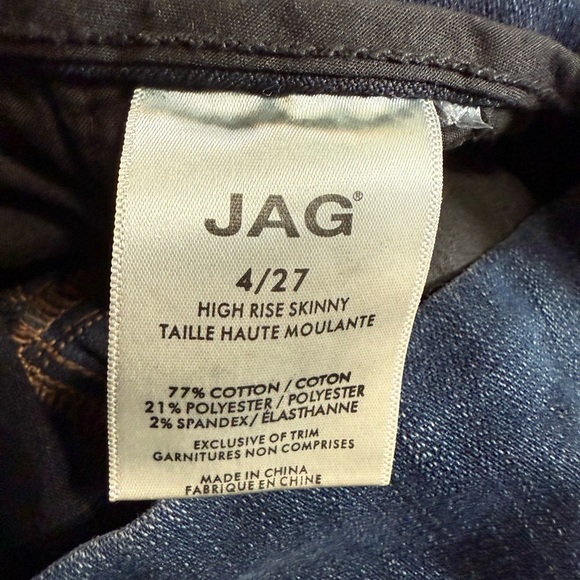 JAG®
4/27
HIGH RISE SKINNY
TAILLE HAUTE MOULANTE
77% COTTON / COTON
21% POLYESTER / POLYESTER
2% SPANDEX / ÉLASTHANNE
EXCLUSIVE OF TRIM
GARNITURES NON COMPRISES
MADE IN CHINA
FABRIQUE EN CHINE